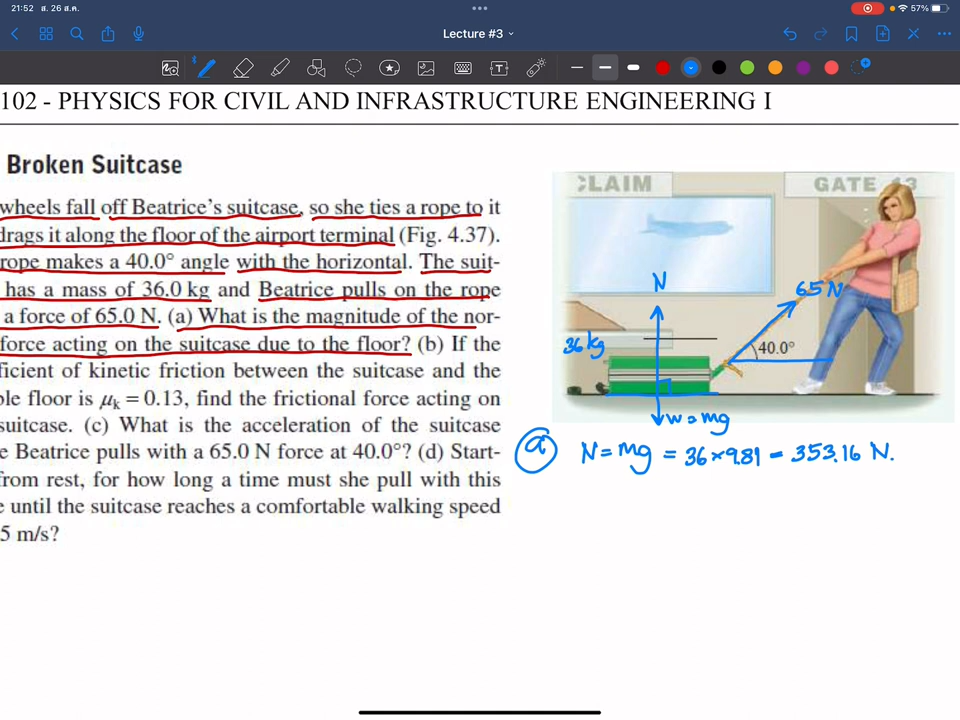 21:52 ส. 26 ส.ค.
57%
Lecture #3
102 - PHYSICS FOR CIVIL AND INFRASTRUCTURE ENGINEERING I
Broken Suitcase
wheels fall off Beatrice's suitcase, so she ties a rope to it
drags it along the floor of the airport terminal (Fig. 4.37).
rope makes a 40.0° angle with the horizontal. The suit-
has a mass of 36.0 kg and Beatrice pulls on the rope
a force of 65.0 N. (a) What is the magnitude of the nor-
force acting on the suitcase due to the floor? (b) If the
ficient of kinetic friction between the suitcase and the
ble floor is μk = 0.13, find the frictional force acting on
suitcase. (c) What is the acceleration of the suitcase
e Beatrice pulls with a 65.0 N force at 40.0°? (d) Start-
from rest, for how long a time must she pull with this
e until the suitcase reaches a comfortable walking speed
5 m/s?
CLAIM
GATE 13
N
65 N
36 kg
40.0°
W = mg
a N = mg = 36 × 9.81 = 353.16 N.